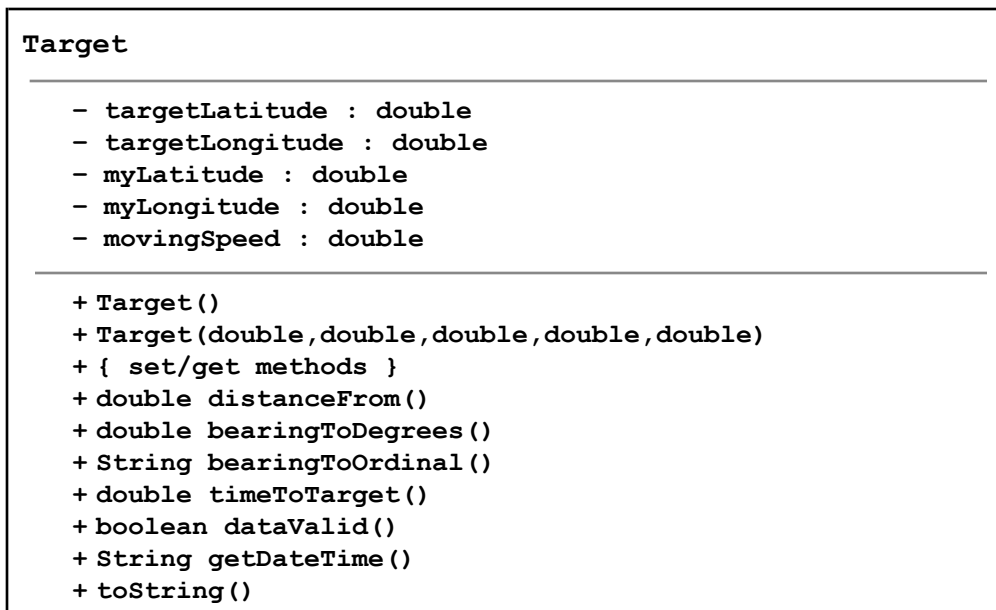 Target
- targetLatitude : double
- targetLongitude : double
- myLatitude : double
- myLongitude : double
- movingSpeed : double
+ Target()
+ Target(double,double,double,double,double)
+ { set/get methods }
+ double distanceFrom()
+ double bearingToDegrees()
+ String bearingToOrdinal()
+ double timeToTarget()
+ boolean dataValid()
+ String getDateTime()
+ toString()